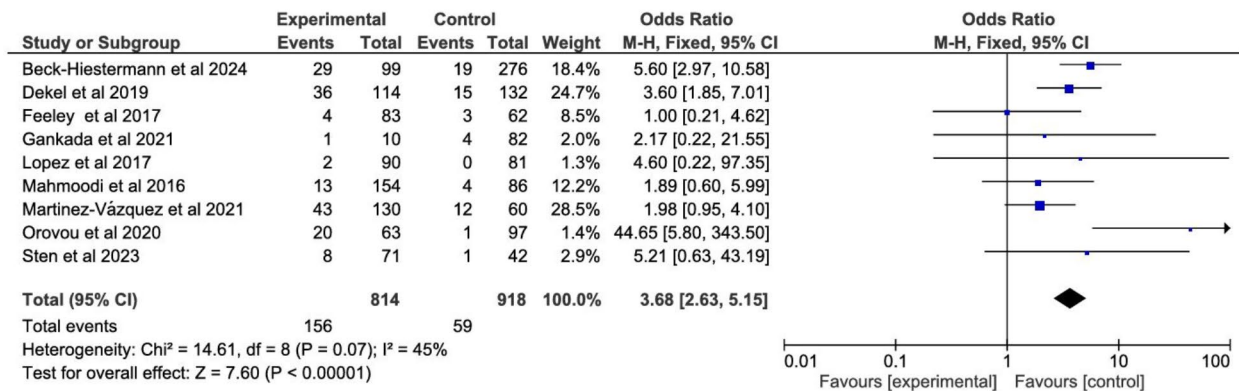 Experimental Control Odds Ratio Odds Ratio
Study or Subgroup Events Total Events Total Weight M-H, Fixed, 95% CI M-H, Fixed, 95% CI
Beck-Hiestermann et al 2024 29 99 19 276 18.4% 5.60 [2.97, 10.58]
Dekel et al 2019 36 114 15 132 24.7% 3.60 [1.85, 7.01]
Feeley et al 2017 4 83 3 62 8.5% 1.00 [0.21, 4.62]
Gankada et al 2021 1 10 4 82 2.0% 2.17 [0.22, 21.55]
Lopez et al 2017 2 90 0 81 1.3% 4.60 [0.22, 97.35]
Mahmoodi et al 2016 13 154 4 86 12.2% 1.89 [0.60, 5.99]
Martinez-Vázquez et al 2021 43 130 12 60 28.5% 1.98 [0.95, 4.10]
Orovou et al 2020 20 63 1 97 1.4% 44.65 [5.80, 343.50]
Sten et al 2023 8 71 1 42 2.9% 5.21 [0.63, 43.19]
Total (95% CI) 814 918 100.0% 3.68 [2.63, 5.15]
Total events 156 59
Heterogeneity: Chi² = 14.61, df = 8 (P = 0.07); I² = 45%
Test for overall effect: Z = 7.60 (P < 0.00001)
0.01 0.1 1 10 100
Favours [experimental] Favours [control]